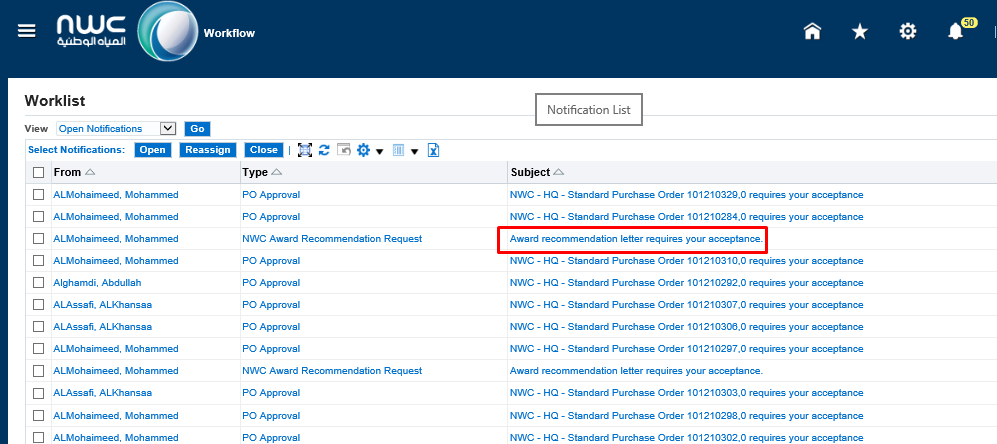 nwc
المياه الوطنية
Workflow
50
Worklist
Notification List
View Open Notifications Go
Select Notifications: Open Reassign Close
From Type Subject
ALMohaimeed, Mohammed PO Approval NWC - HQ - Standard Purchase Order 101210329,0 requires your acceptance
ALMohaimeed, Mohammed PO Approval NWC - HQ - Standard Purchase Order 101210284,0 requires your acceptance
ALMohaimeed, Mohammed NWC Award Recommendation Request Award recommendation letter requires your acceptance.
ALMohaimeed, Mohammed PO Approval NWC - HQ - Standard Purchase Order 101210310,0 requires your acceptance
Alghamdi, Abdullah PO Approval NWC - HQ - Standard Purchase Order 101210292,0 requires your acceptance
ALAssafi, ALKhansaa PO Approval NWC - HQ - Standard Purchase Order 101210307,0 requires your acceptance
ALAssafi, ALKhansaa PO Approval NWC - HQ - Standard Purchase Order 101210306,0 requires your acceptance
ALMohaimeed, Mohammed PO Approval NWC - HQ - Standard Purchase Order 101210297,0 requires your acceptance
ALMohaimeed, Mohammed NWC Award Recommendation Request Award recommendation letter requires your acceptance.
ALAssafi, ALKhansaa PO Approval NWC - HQ - Standard Purchase Order 101210303,0 requires your acceptance
ALMohaimeed, Mohammed PO Approval NWC - HQ - Standard Purchase Order 101210298,0 requires your acceptance
ALMohaimeed, Mohammed PO Approval NWC - HQ - Standard Purchase Order 101210302,0 requires your acceptance